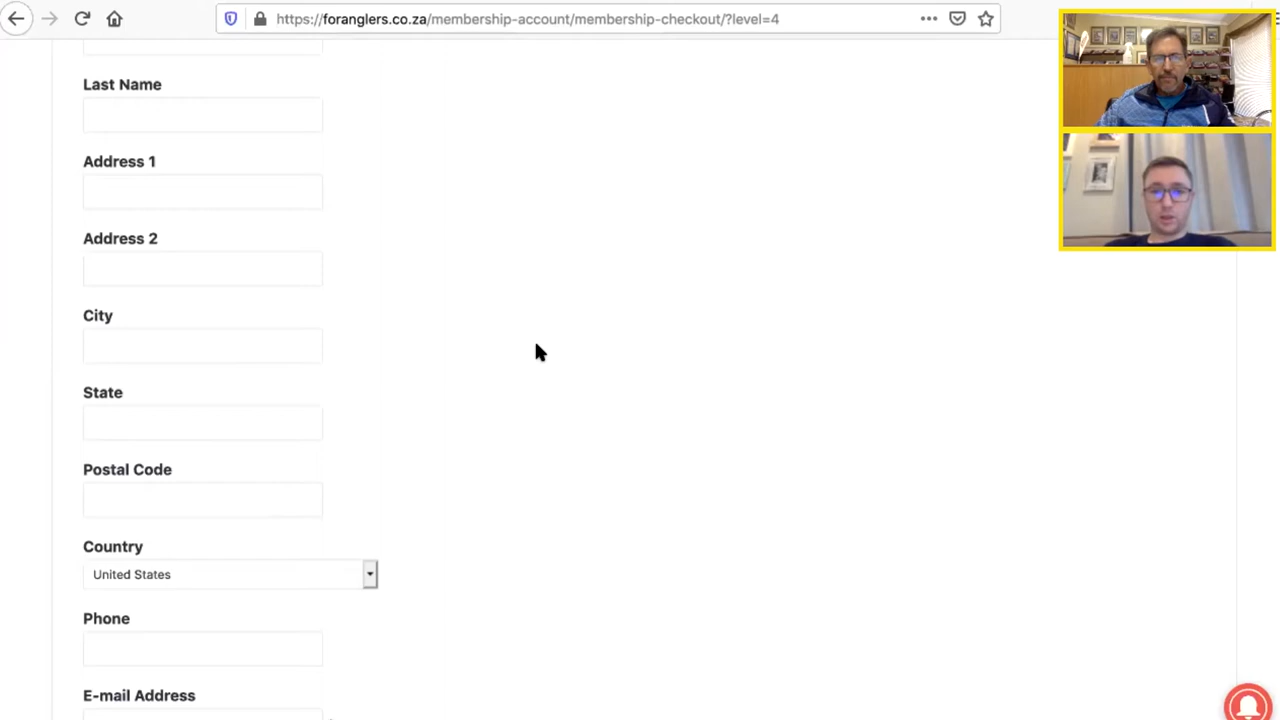 https://foranglers.co.za/membership-account/membership-checkout/?level=4
Last Name
Address 1
Address 2
City
State
Postal Code
Country
United States
Phone
E-mail Address